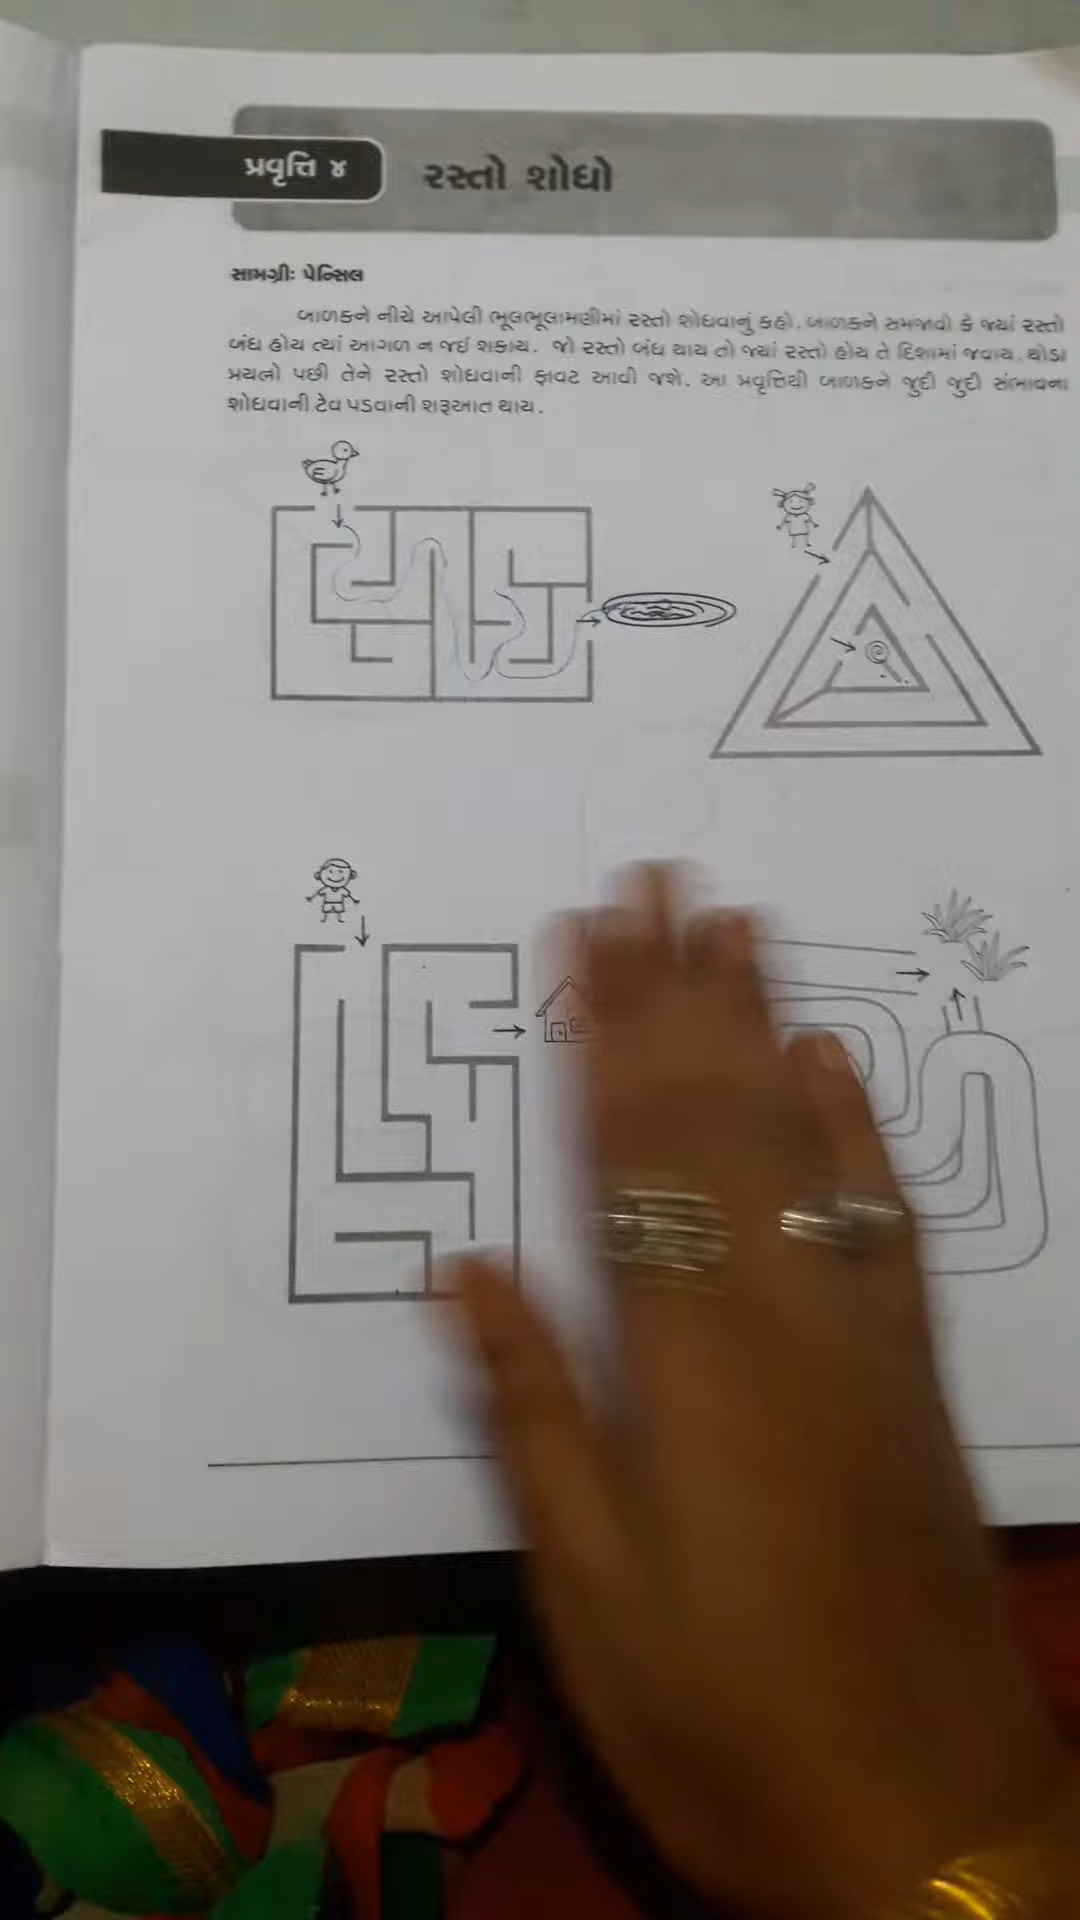 પ્રવૃત્તિ ૪
રસ્તો શોધો
સામગ્રીઃ પેન્સિલ
બાળકને નીચે આપેલી ભૂલભૂલામણીમાં રસ્તો શોધવાનું કહો. બાળકને સમજાવો કે જ્યાં રસ્તો
બંધ હોય ત્યાં આગળ ન જઈ શકાય. જો રસ્તો બંધ થાય તો જ્યાં રસ્તો હોય તે દિશામાં જવાય. થોડા
પ્રયત્નો પછી તેને રસ્તો શોધવાની ફાવટ આવી જશે. આ પ્રવૃત્તિથી બાળકને જુદી જુદી સંભાવના
શોધવાની ટેવ પડવાની શરૂઆત થાય.